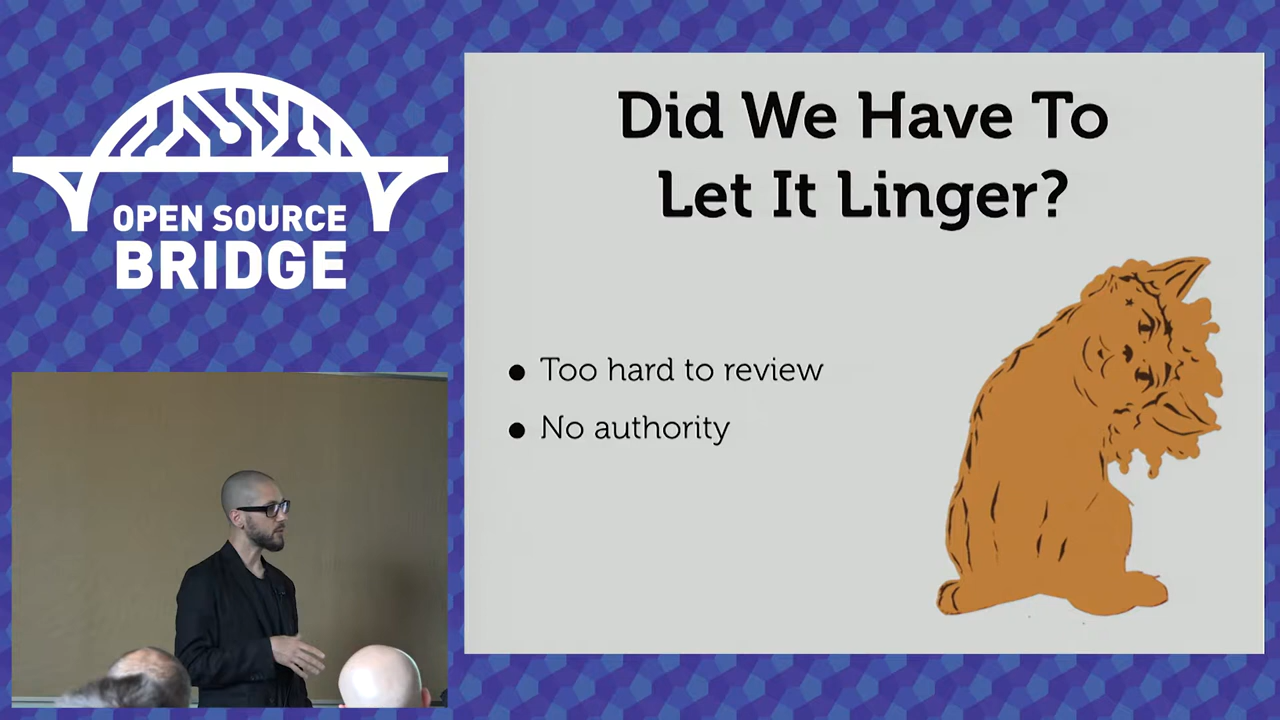 OPEN SOURCE
BRIDGE
Did We Have To
Let It Linger?
• Too hard to review
• No authority